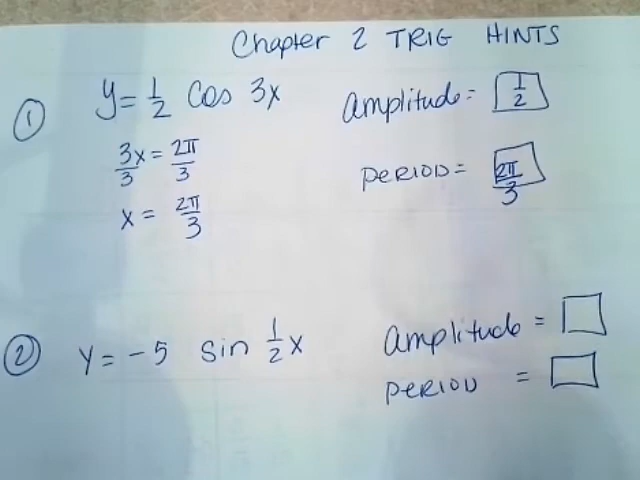 Chapter 2 TRIG HINTS
① y = 1/2 cos 3x amplitude = 1/2
3x/3 = 2π/3 PERIOD = 2π/3
x = 2π/3
② y = -5 sin 1/2 x amplitude =
PERIOD =